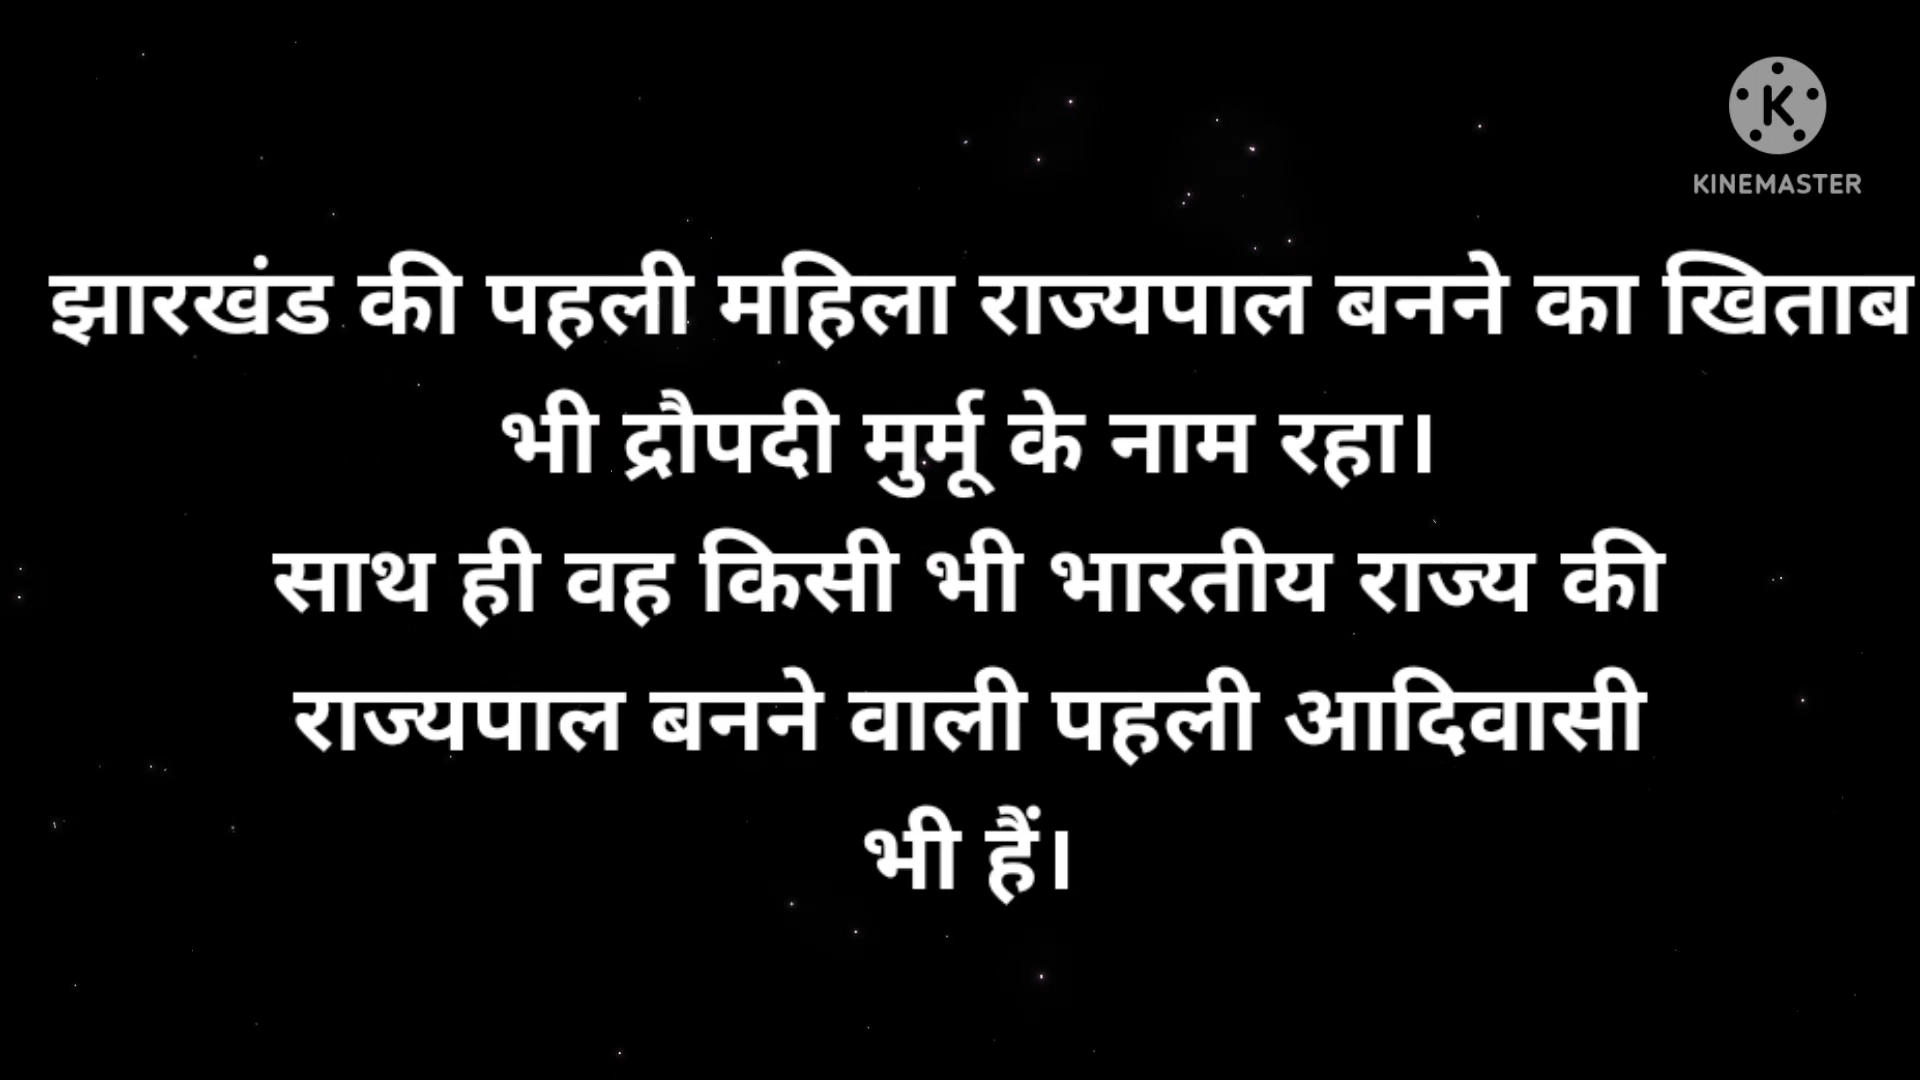 KINEMASTER
झारखंड की पहली महिला राज्यपाल बनने का खिताब
भी द्रौपदी मुर्मू के नाम रहा।
साथ ही वह किसी भी भारतीय राज्य की
राज्यपाल बनने वाली पहली आदिवासी
भी हैं।